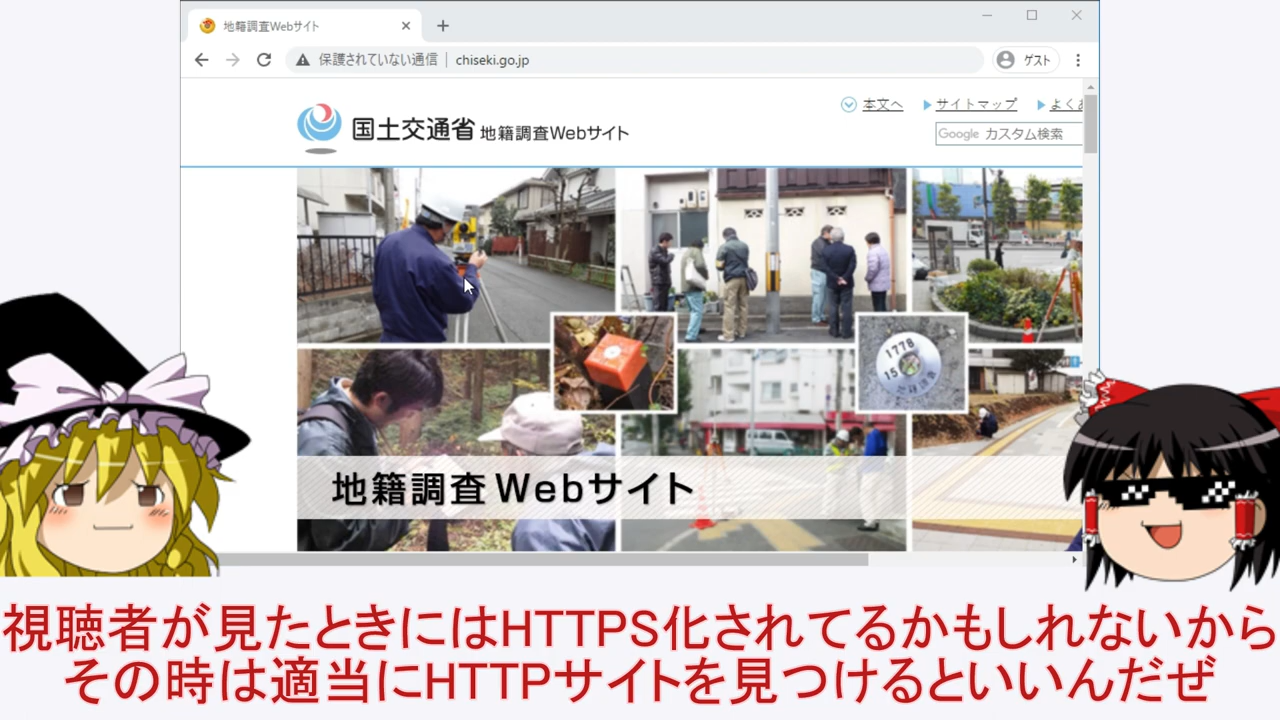 地籍調査Webサイト
保護されていない通信 | chiseki.go.jp
ゲスト
本文へ
サイトマップ
よくあ
国土交通省 地籍調査Webサイト
Google カスタム検索
1778
15
地籍調査Webサイト
視聴者が見たときにはHTTPS化されてるかもしれないから
その時は適当にHTTPサイトを見つけるといいんだぜ